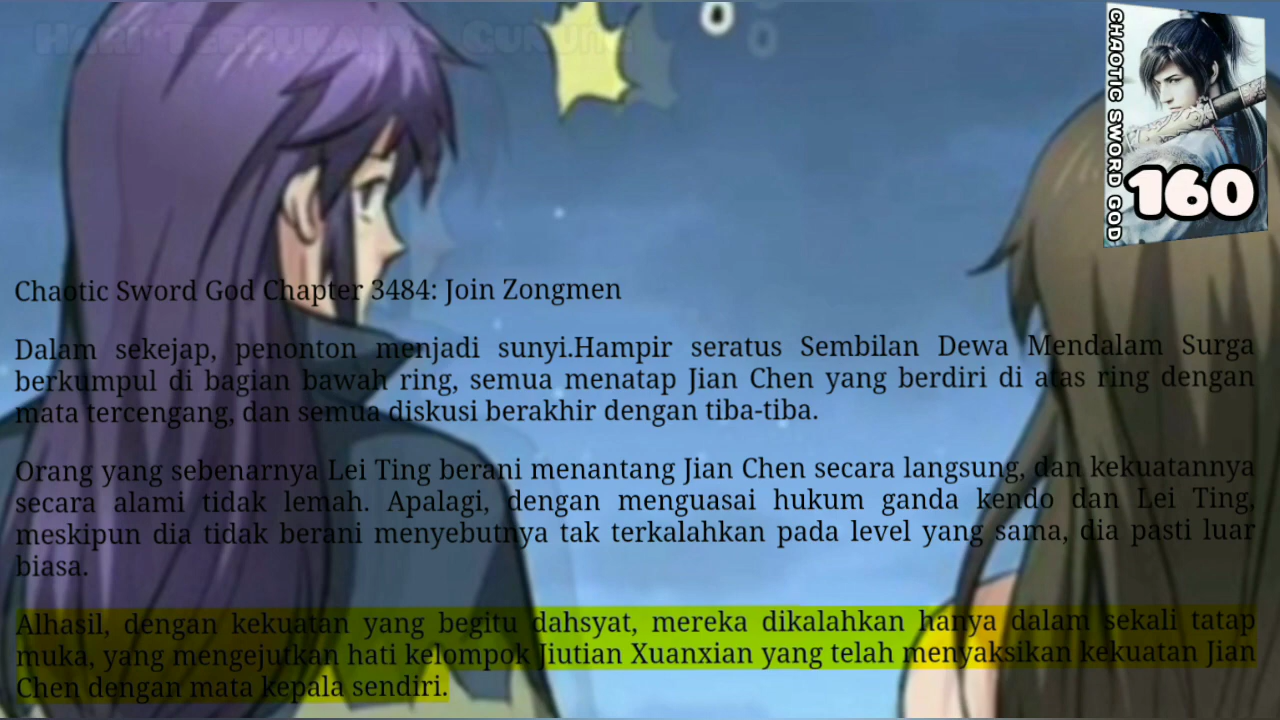 Hari Terbukanya Gunung
CHAOTIC SWORD GOD
160
Chaotic Sword God Chapter 3484: Join Zongmen
Dalam sekejap, penonton menjadi sunyi.Hampir seratus Sembilan Dewa Mendalam Surga
berkumpul di bagian bawah ring, semua menatap Jian Chen yang berdiri di atas ring dengan
mata tercengang, dan semua diskusi berakhir dengan tiba-tiba.
Orang yang sebenarnya Lei Ting berani menantang Jian Chen secara langsung, dan kekuatannya
secara alami tidak lemah. Apalagi, dengan menguasai hukum ganda kendo dan Lei Ting,
meskipun dia tidak berani menyebutnya tak terkalahkan pada level yang sama, dia pasti luar
biasa.
Alhasil, dengan kekuatan yang begitu dahsyat, mereka dikalahkan hanya dalam sekali tatap
muka, yang mengejutkan hati kelompok Jiutian Xuanxian yang telah menyaksikan kekuatan Jian
Chen dengan mata kepala sendiri.